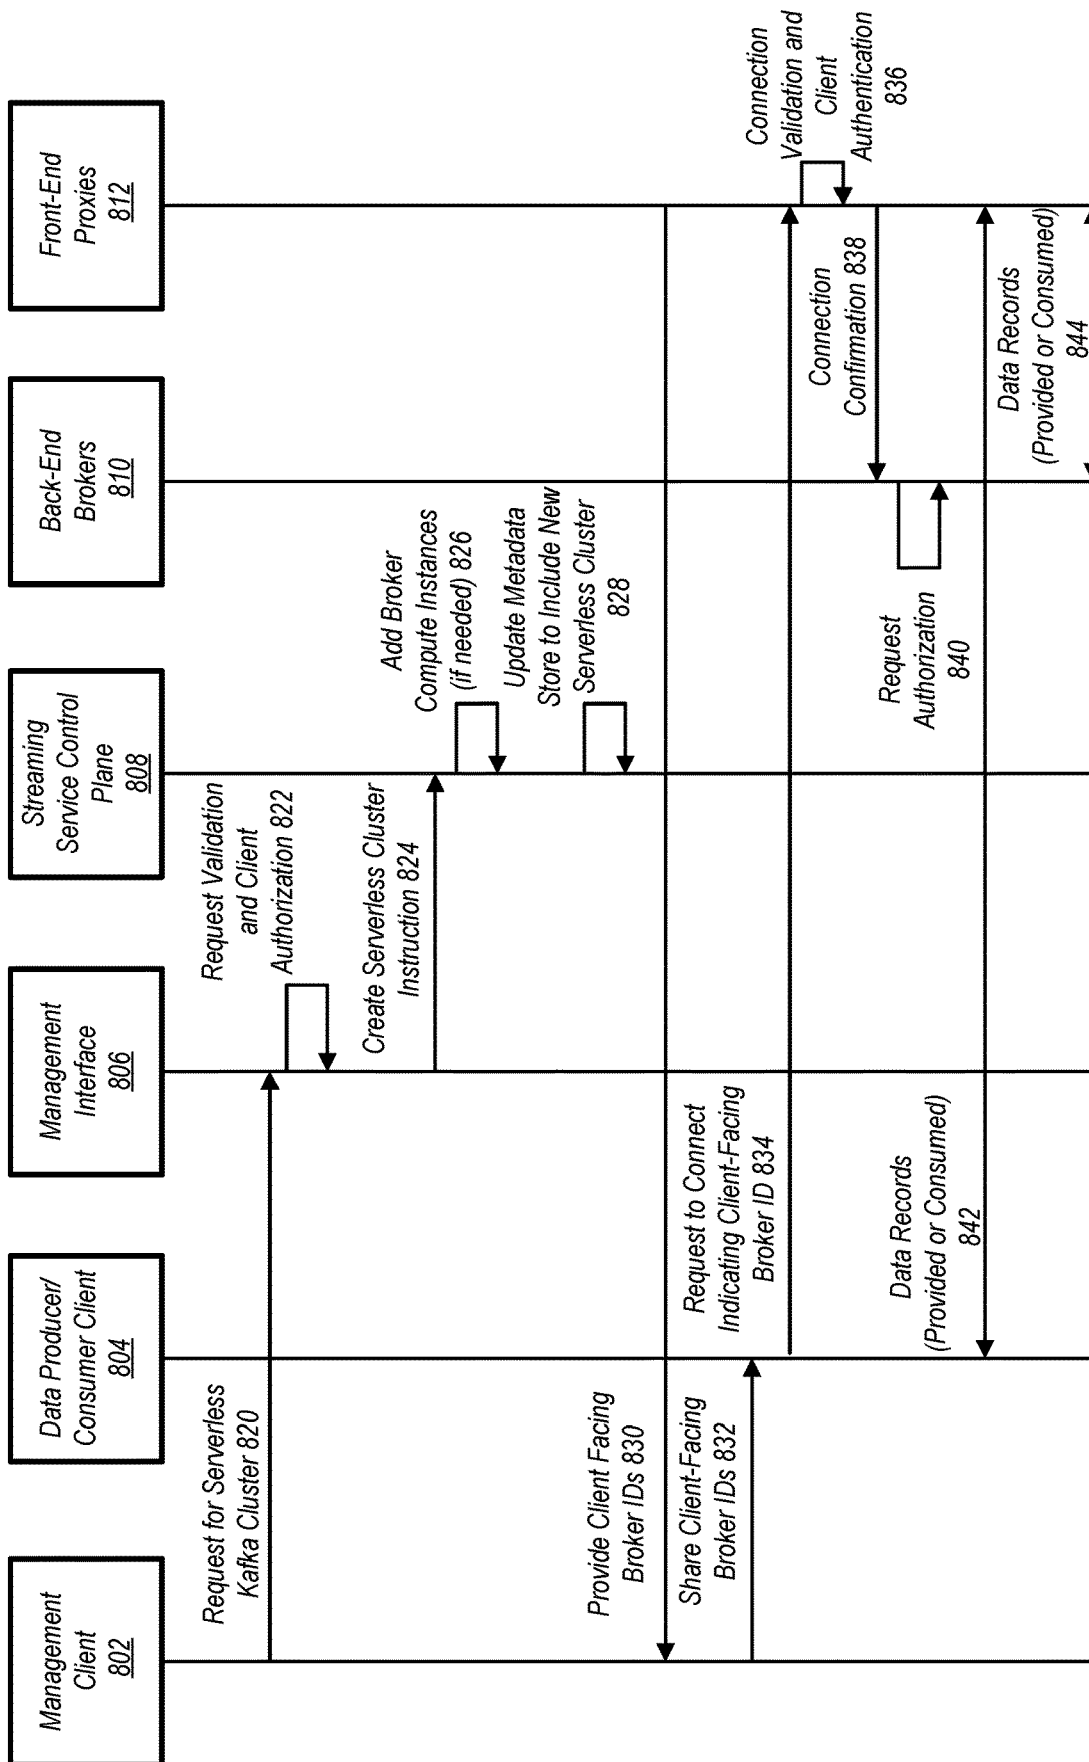 Management
Client
802
Data Producer/
Consumer Client
804
Management
Interface
806
Streaming
Service Control
Plane
808
Back-End
Brokers
810
Front-End
Proxies
812
Request for Serverless
Kafka Cluster 820
Request Validation
and Client
Authorization 822
Create Serverless Cluster
Instruction 824
Add Broker
Compute Instances
(if needed) 826
Update Metadata
Store to Include New
Serverless Cluster
828
Provide Client Facing
Broker IDs 830
Share Client-Facing
Broker IDs 832
Request to Connect
Indicating Client-Facing
Broker ID 834
Connection
Validation and
Client
Authentication
836
Connection
Confirmation 838
Request
Authorization
840
Data Records
(Provided or Consumed)
842
Data Records
(Provided or Consumed)
844